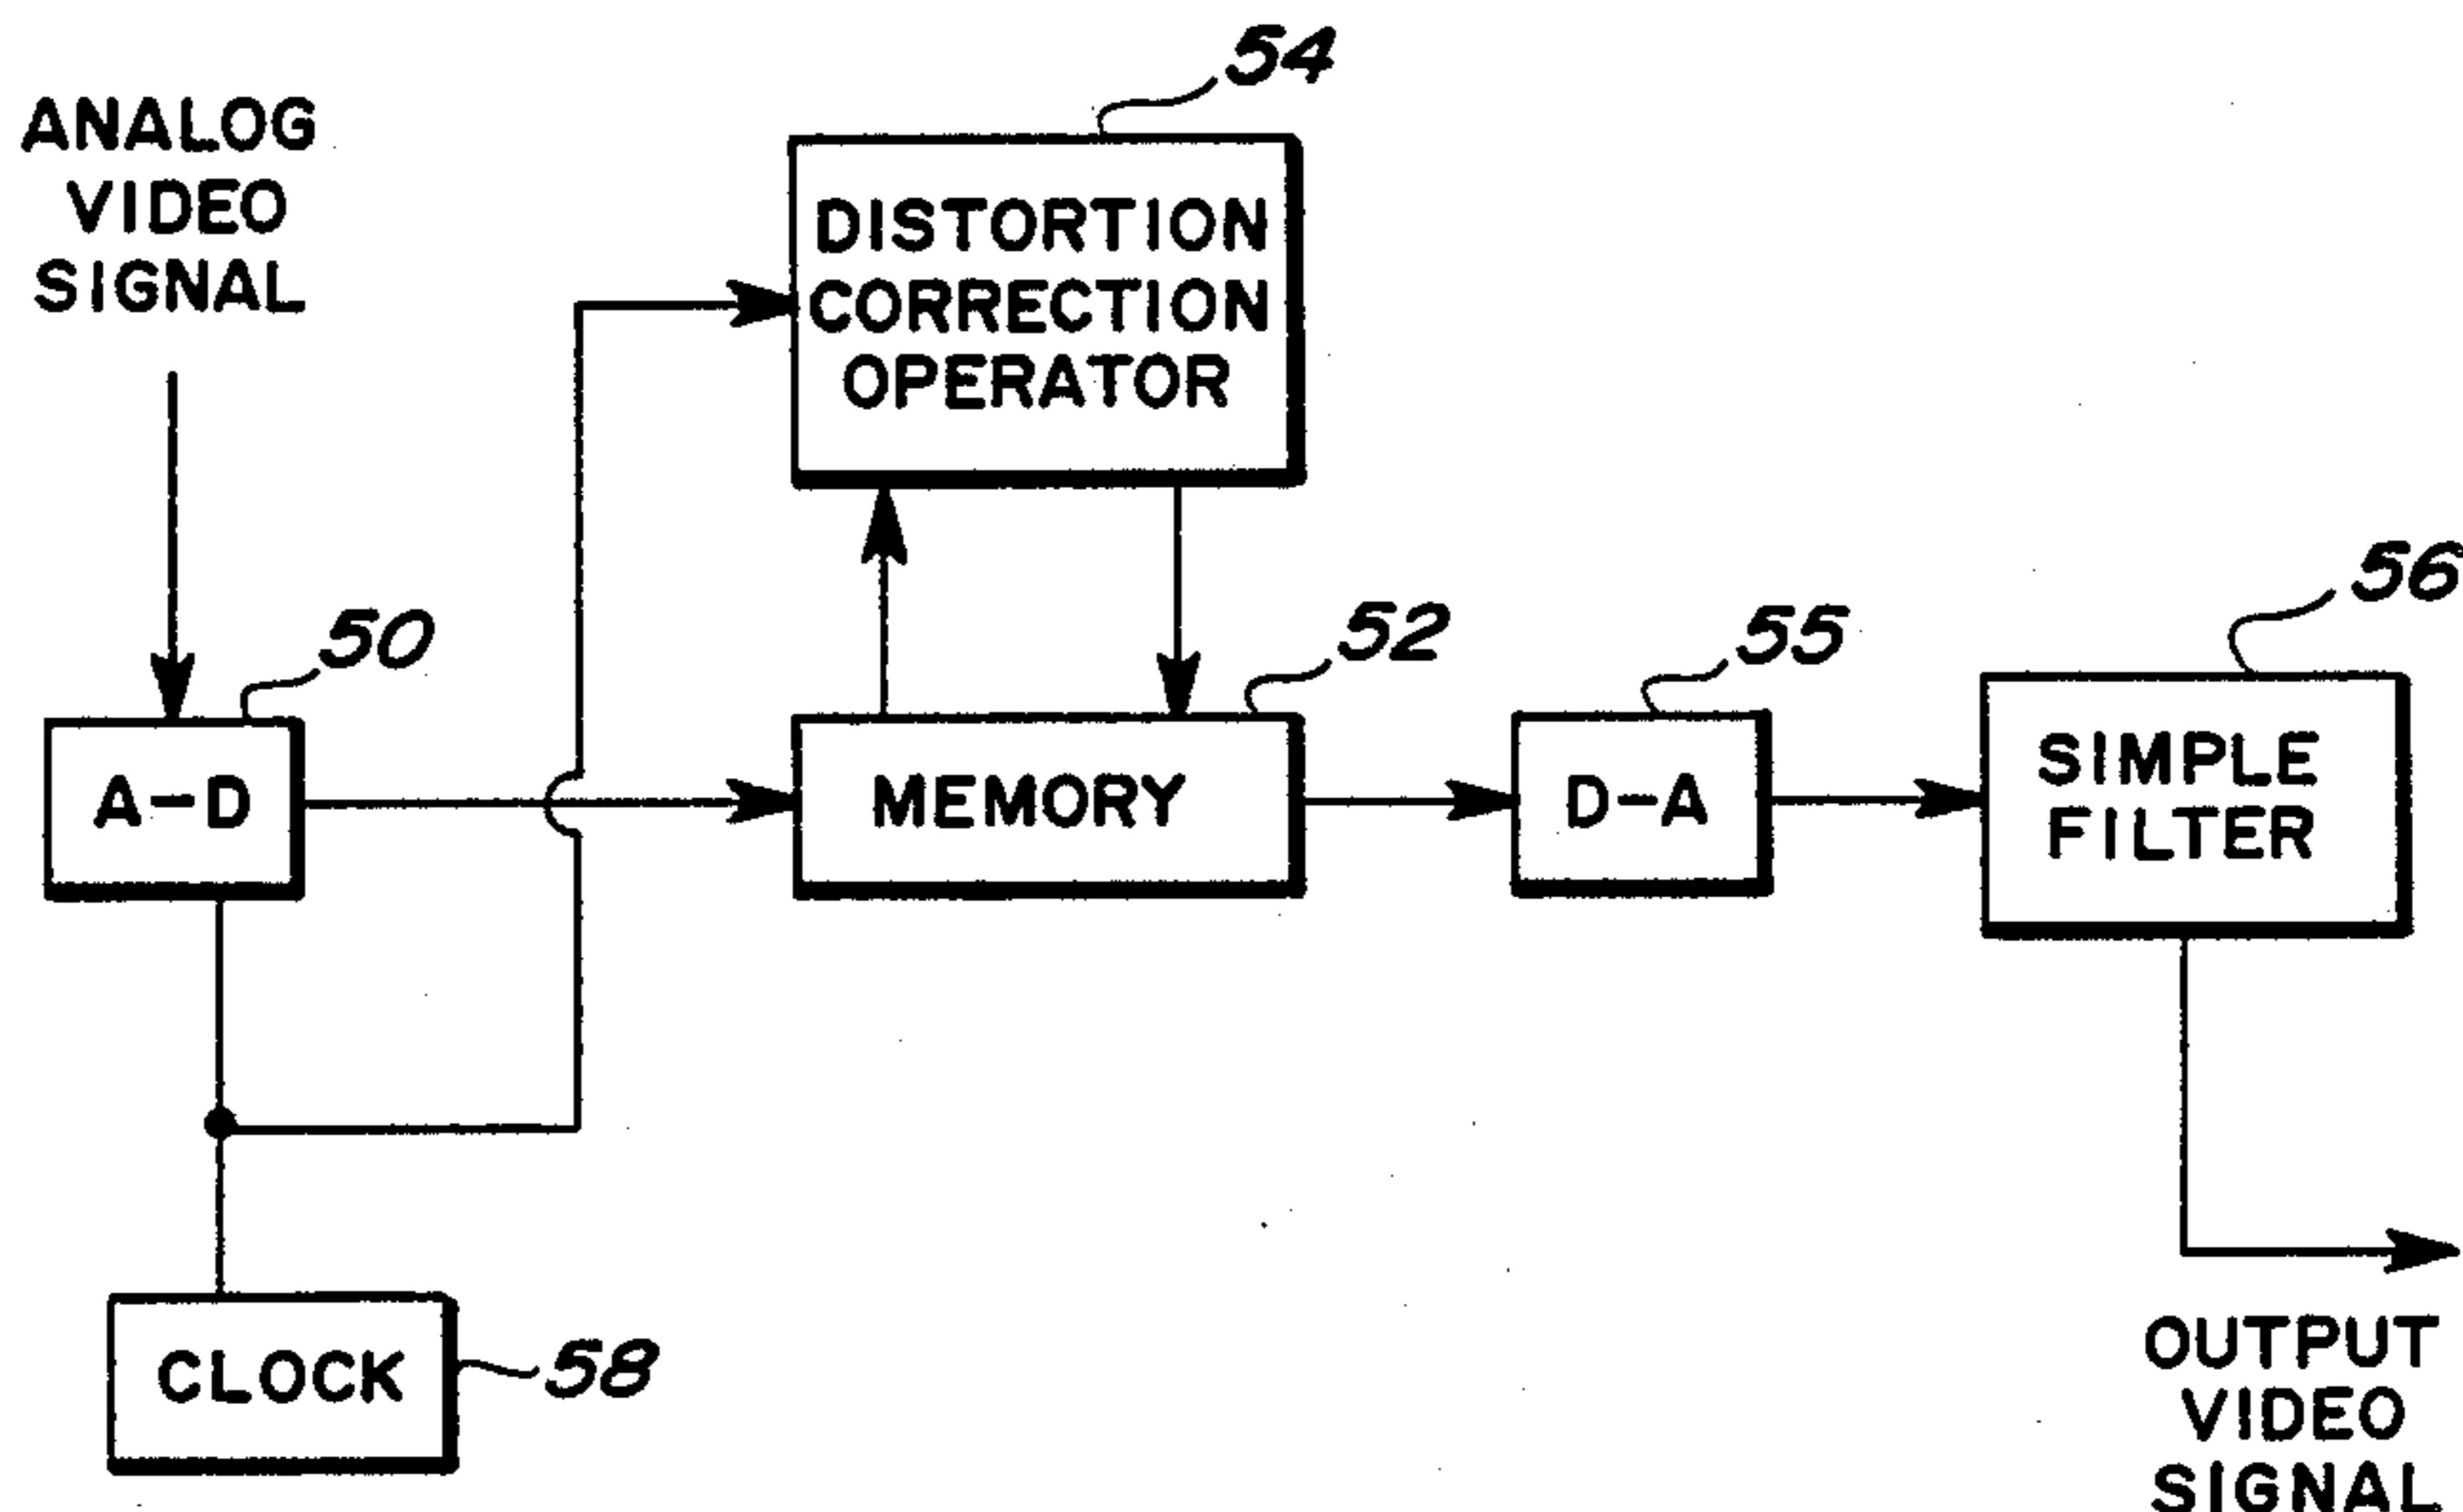 54
ANALOG
VIDEO
SIGNAL
DISTORTION
CORRECTION
OPERATOR
50
52
55
56
A-D
MEMORY
D-A
SIMPLE
FILTER
CLOCK
58
OUTPUT
VIDEO
SIGNAL